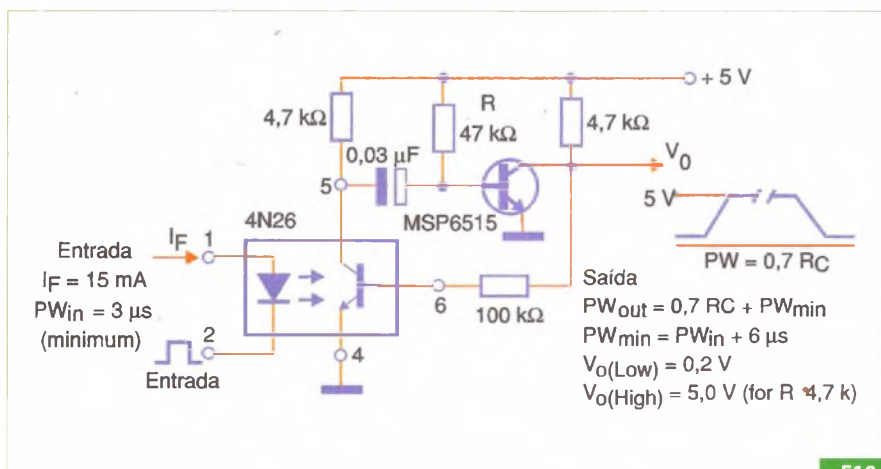 + 5 V
4,7 kΩ
R
47 kΩ
4,7 kΩ
0,03 µF
V0
5
MSP6515
5 V
4N26
PW = 0,7 RC
IF
1
Entrada
IF = 15 mA
PWin = 3 µs
(minimum)
2
Entrada
6
100 kΩ
4
Saída
PWout = 0,7 RC + PWmin
PWmin = PWin + 6 µs
Vo(Low) = 0,2 V
Vo(High) = 5,0 V (for R 4,7 k)